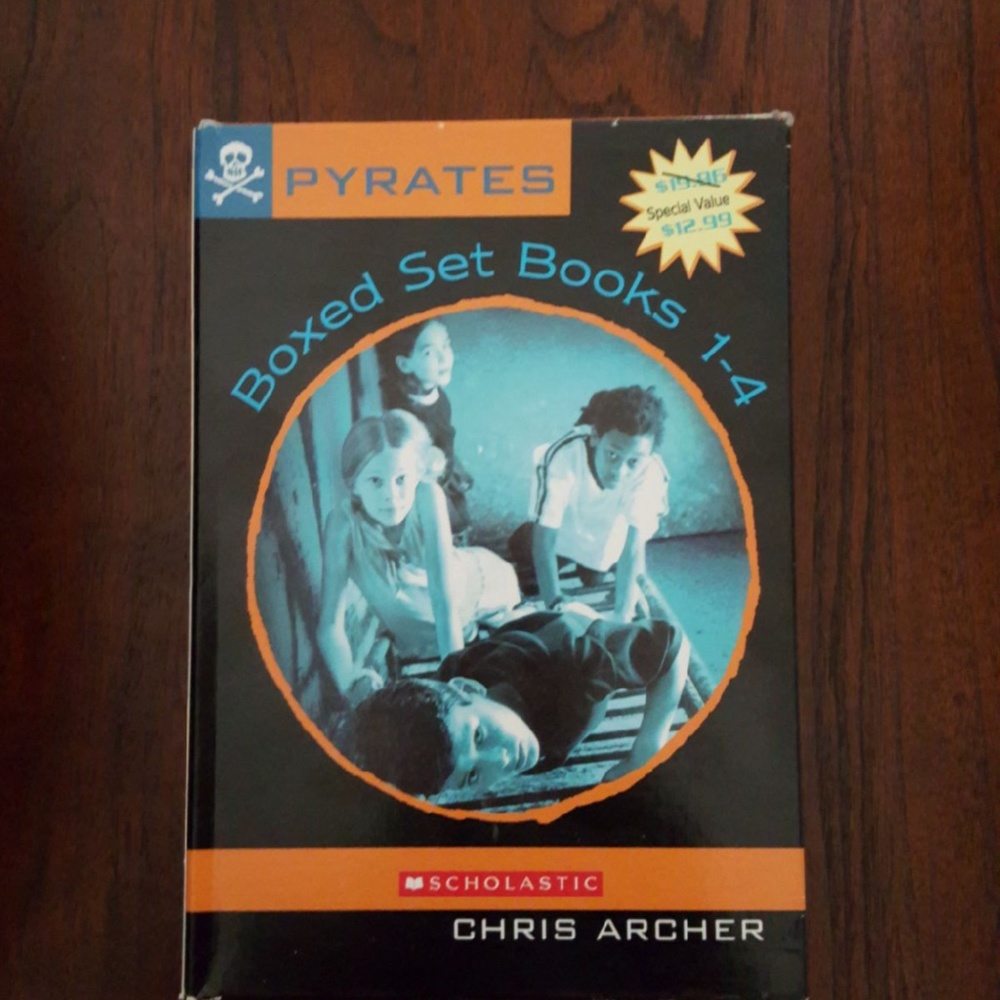 PYRATES
$19.96
Special Value
$12.99
Boxed Set Books 1-4
SCHOLASTIC
CHRIS ARCHER